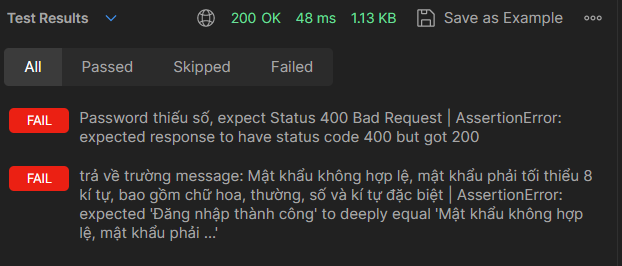 Test Results 200 OK 48 ms 1.13 KB Save as Example
All Passed Skipped Failed
FAIL Password thiếu số, expect Status 400 Bad Request | AssertionError:
expected response to have status code 400 but got 200
FAIL trả về trường message: Mật khẩu không hợp lệ, mật khẩu phải tối thiểu 8
kí tự, bao gồm chữ hoa, thường, số và kí tự đặc biệt | AssertionError:
expected 'Đăng nhập thành công' to deeply equal 'Mật khẩu không hợp
lệ, mật khẩu phải ...'